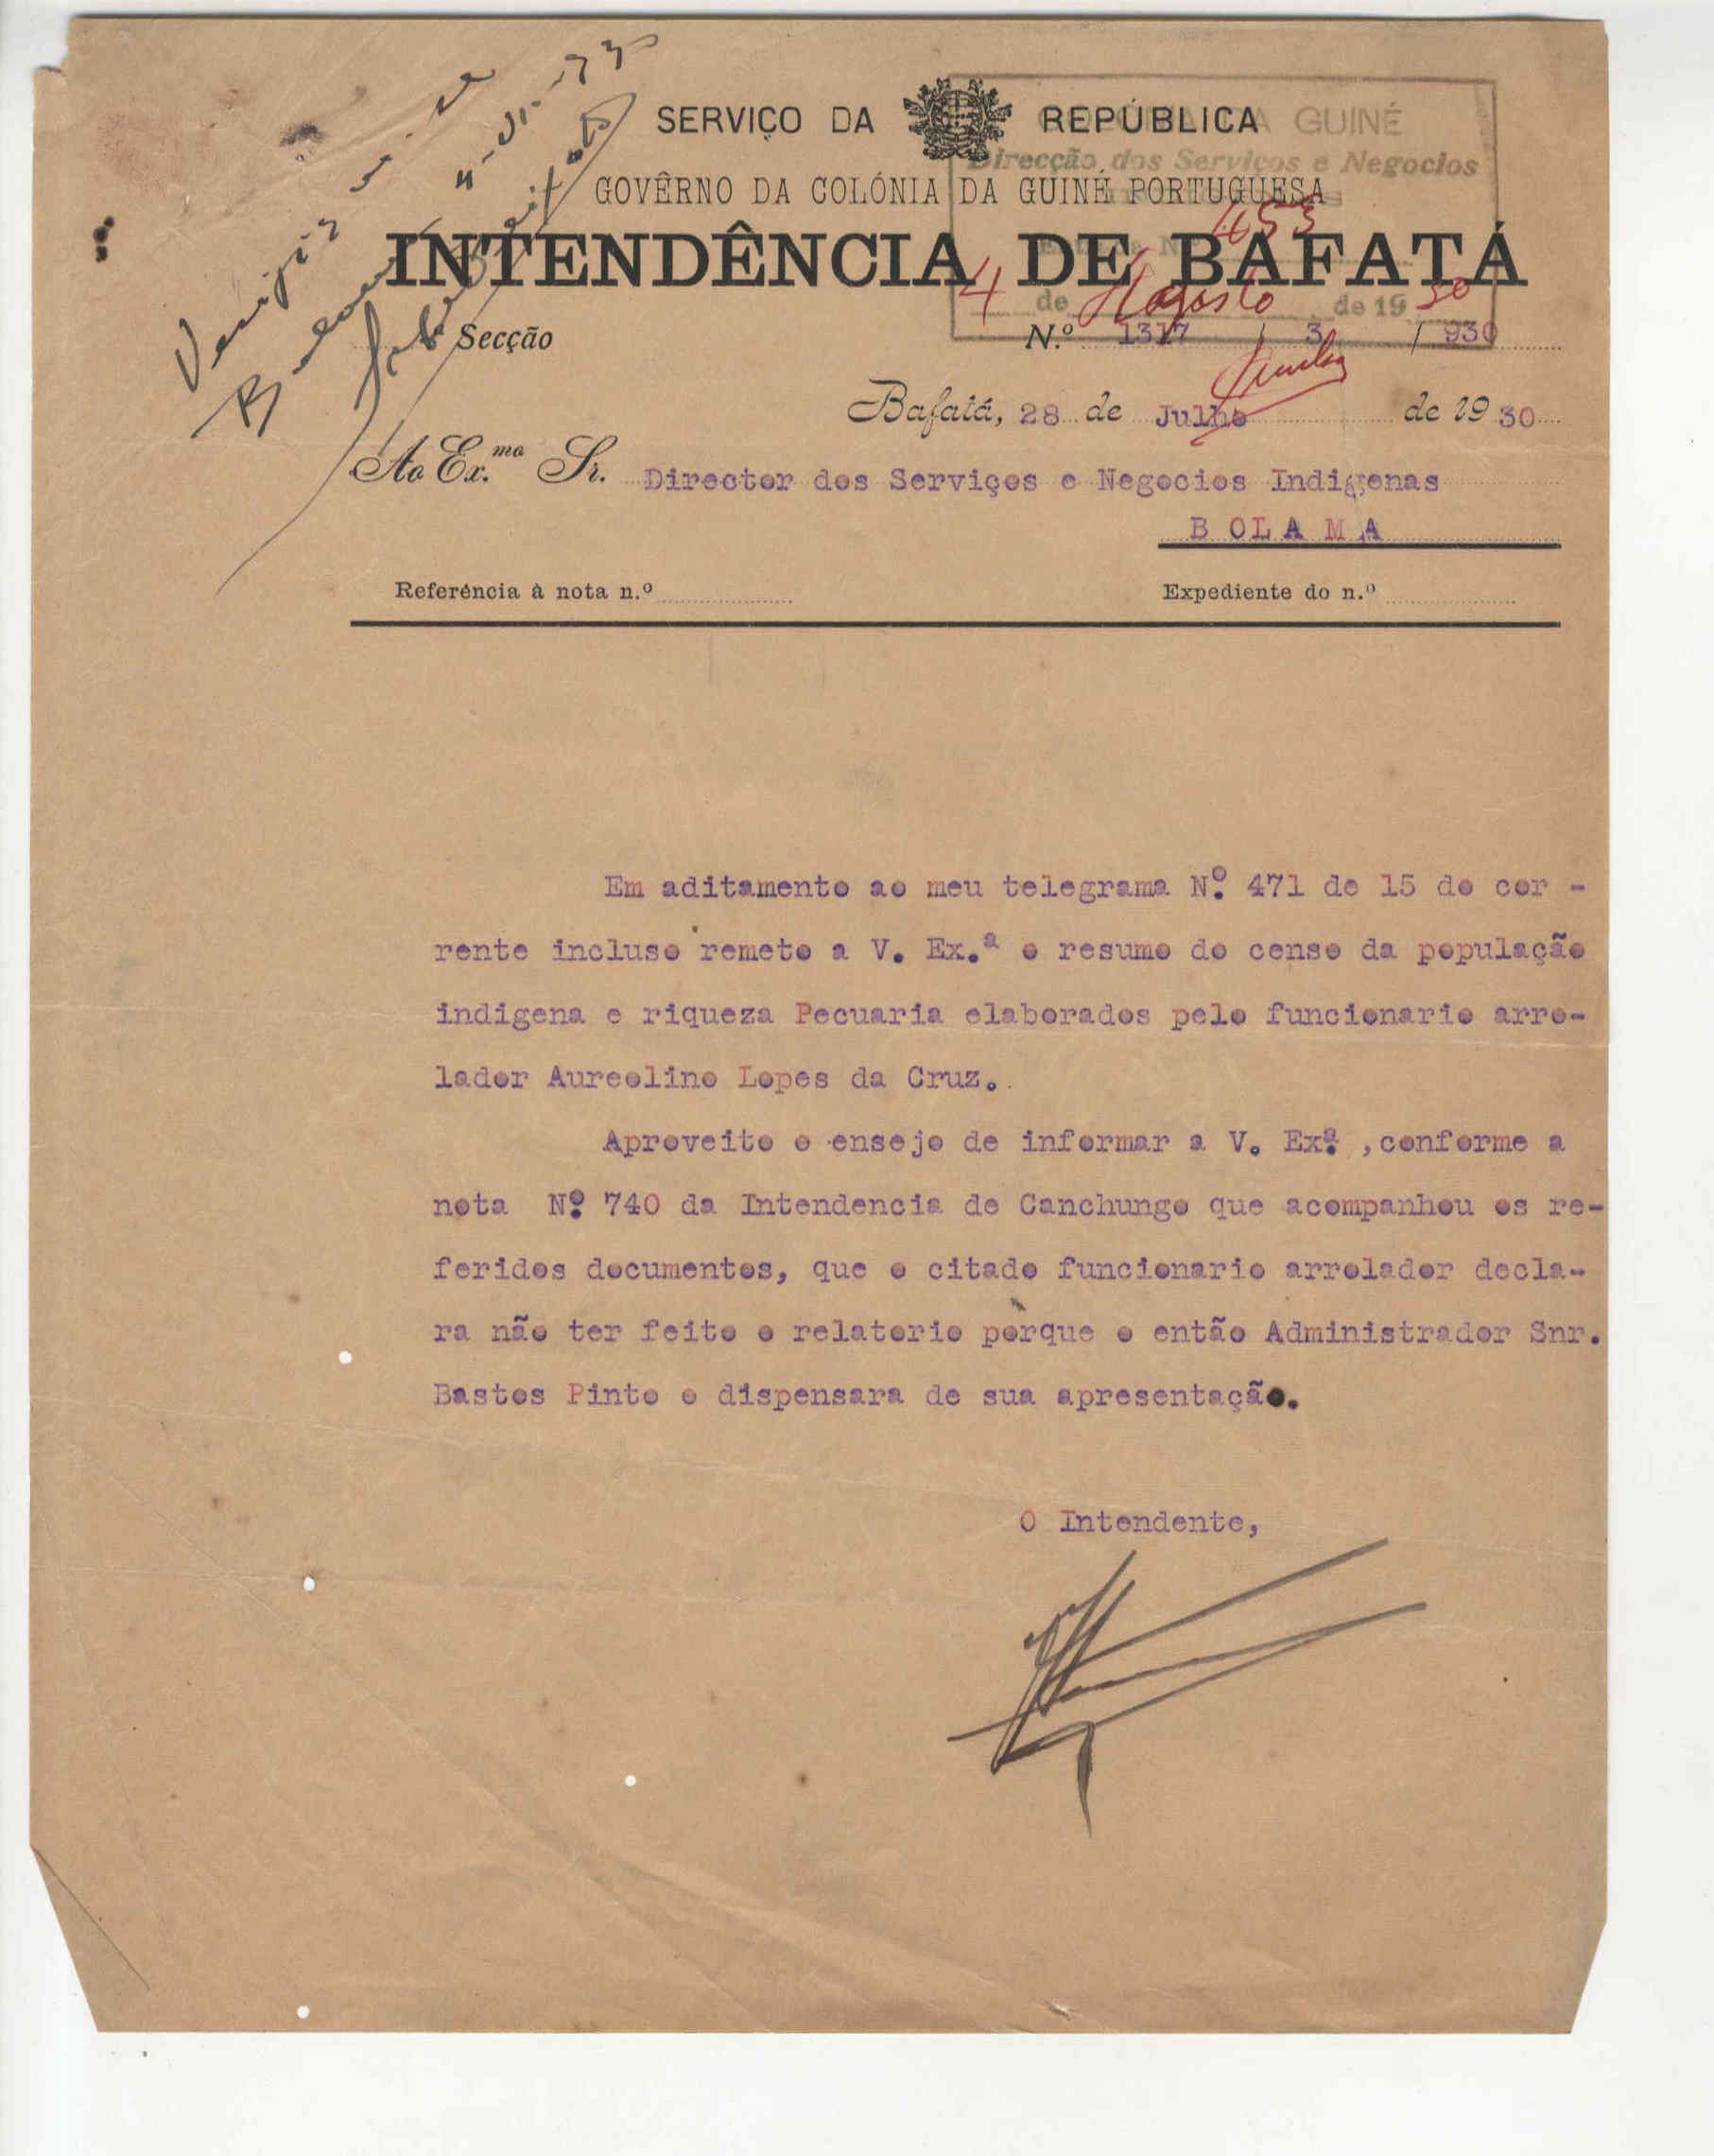 SERVIÇO DA REPÚBLICA
GOVÊRNO DA COLÓNIA DA GUINÉ PORTUGUESA
INTENDÊNCIA DE BAFATÁ
GUINÉ
Direcção dos Serviços e Negocios
4 de Agosto de 1930
Secção
N.º 1317 / 3 / 930
Bafatá, 28 de Julho de 1930
Ao Ex.mo Sr. Director dos Serviços e Negocios Indigenas
BOLAMA
Referência à nota n.º
Expediente do n.º
Em aditamento ao meu telegrama Nº. 471 de 15 do cor -
rente incluso remeto a V. Ex.ª o resumo do censo da população
indigena e riqueza Pecuaria elaborados pelo funcionario arro-
lador Aureolino Lopes da Cruz.
Aproveito o ensejo de informar a V. Exª. ,conforme a
nota Nº. 740 da Intendencia de Canchungo que acompanhou os re-
feridos documentos, que o citado funcionario arrolador decla-
ra não ter feito o relatorio porque o então Administrador Snr.
Bastos Pinto o dispensara de sua apresentação.
O Intendente,